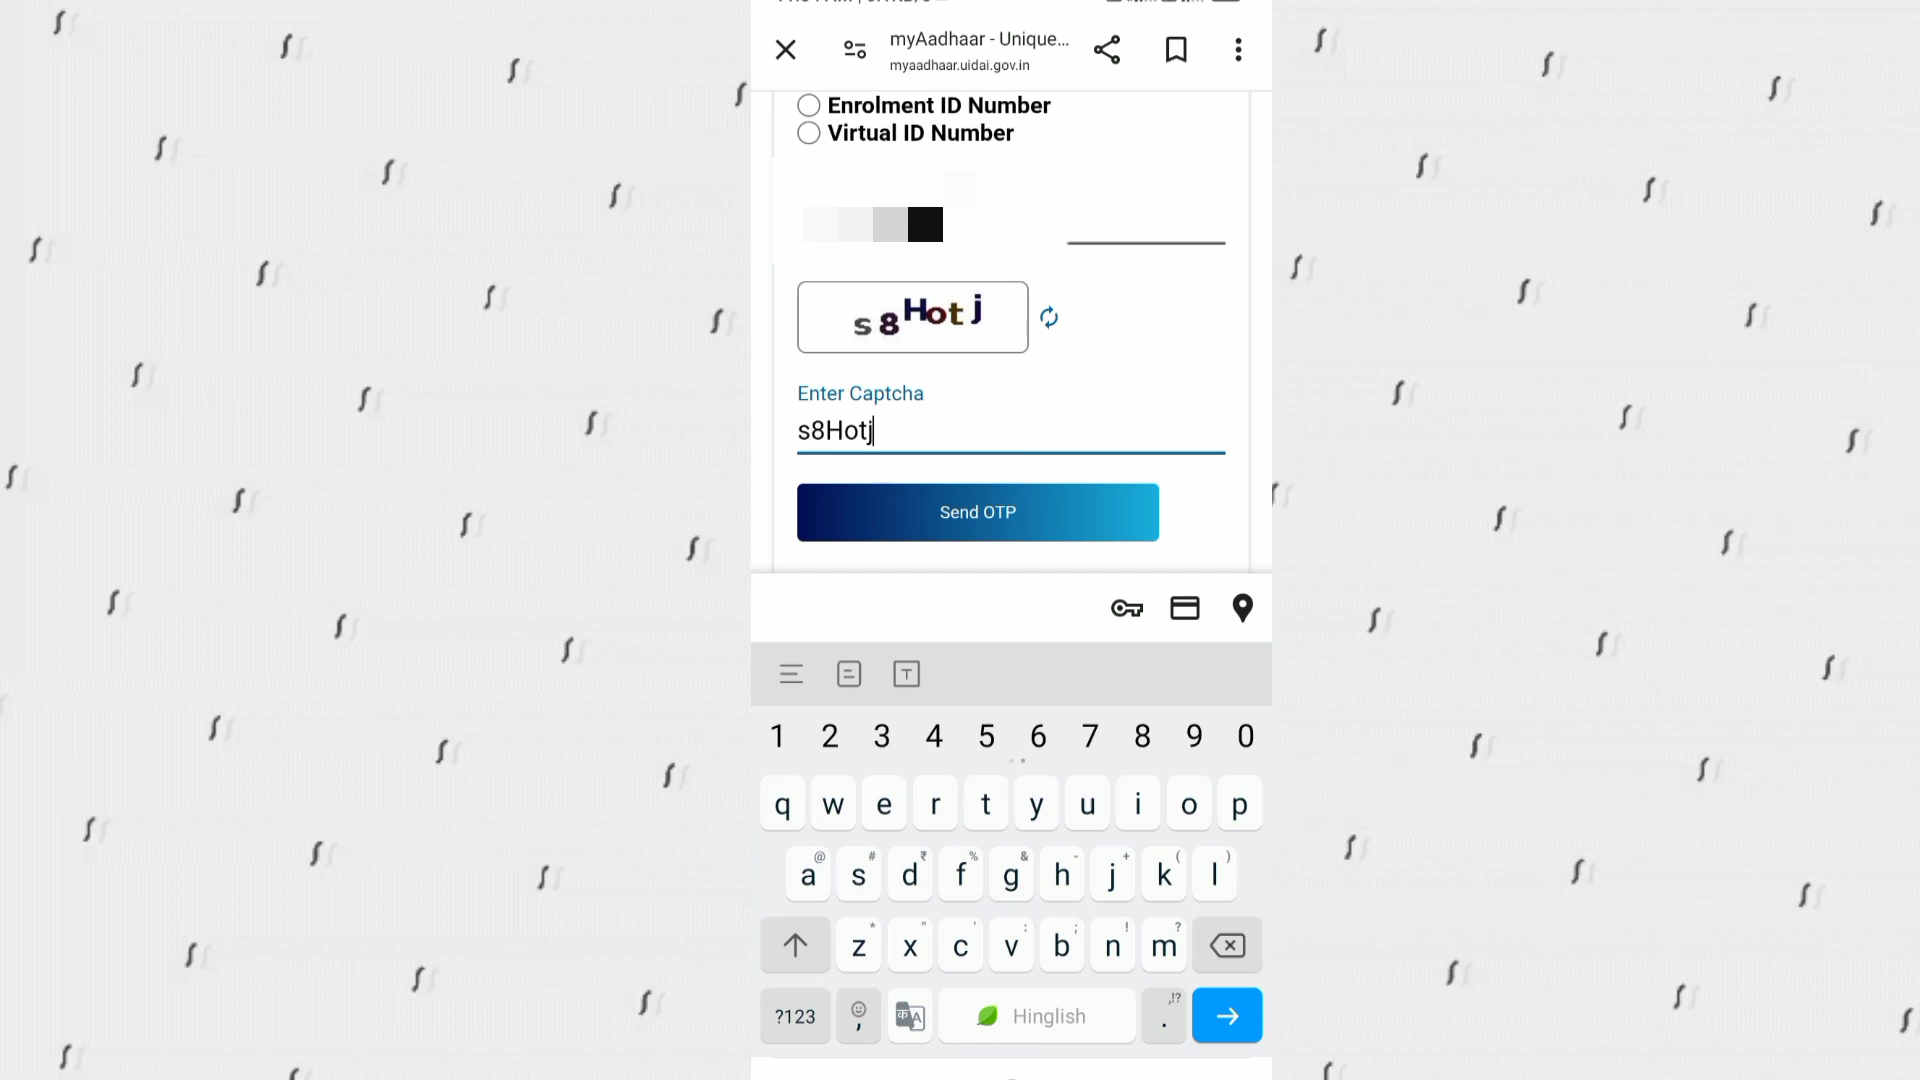 myAadhaar - Unique...
myaadhaar.uidai.gov.in
Enrolment ID Number
Virtual ID Number
s8Hotj
Enter Captcha
s8Hotj
Send OTP
1 2 3 4 5 6 7 8 9 0
q w e r t y u i o p
@ # ₹ % & - + ( )
a s d f g h j k l
* " ' : ; ! ?
z x c v b n m
,!?
?123 , Hinglish .